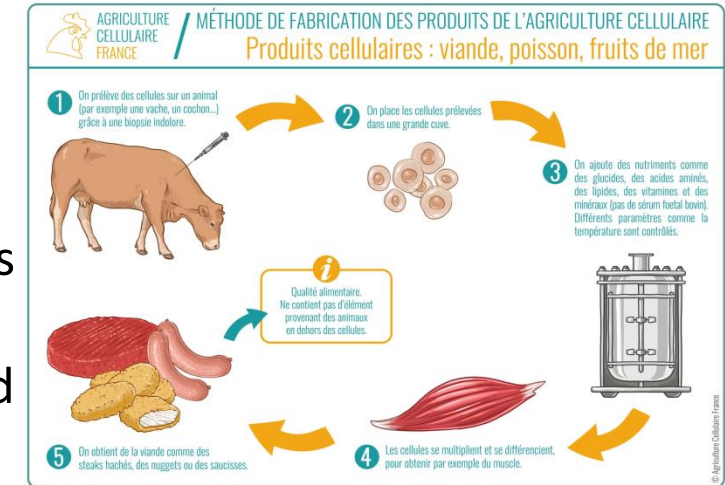 AGRICULTURE
CELLULAIRE
FRANCE
MÉTHODE DE FABRICATION DES PRODUITS DE L'AGRICULTURE CELLULAIRE
Produits cellulaires : viande, poisson, fruits de mer
1 On prélève des cellules sur un animal
(par exemple une vache, un cochon...)
grâce à une biopsie indolore.
2 On place les cellules prélevées
dans une grande cuve.
3 On ajoute des nutriments comme
des glucides, des acides aminés,
des lipides, des vitamines et des
minéraux (pas de sérum foetal bovin).
Différents paramètres comme la
température sont contrôlés.
s
d
i
Qualité alimentaire.
Ne contient pas d'élément
provenant des animaux
en dehors des cellules.
4 Les cellules se multiplient et se différencient,
pour obtenir par exemple du muscle.
5 On obtient de la viande comme des
steaks hachés, des nuggets ou des saucisses.
© Agriculture Cellulaire France